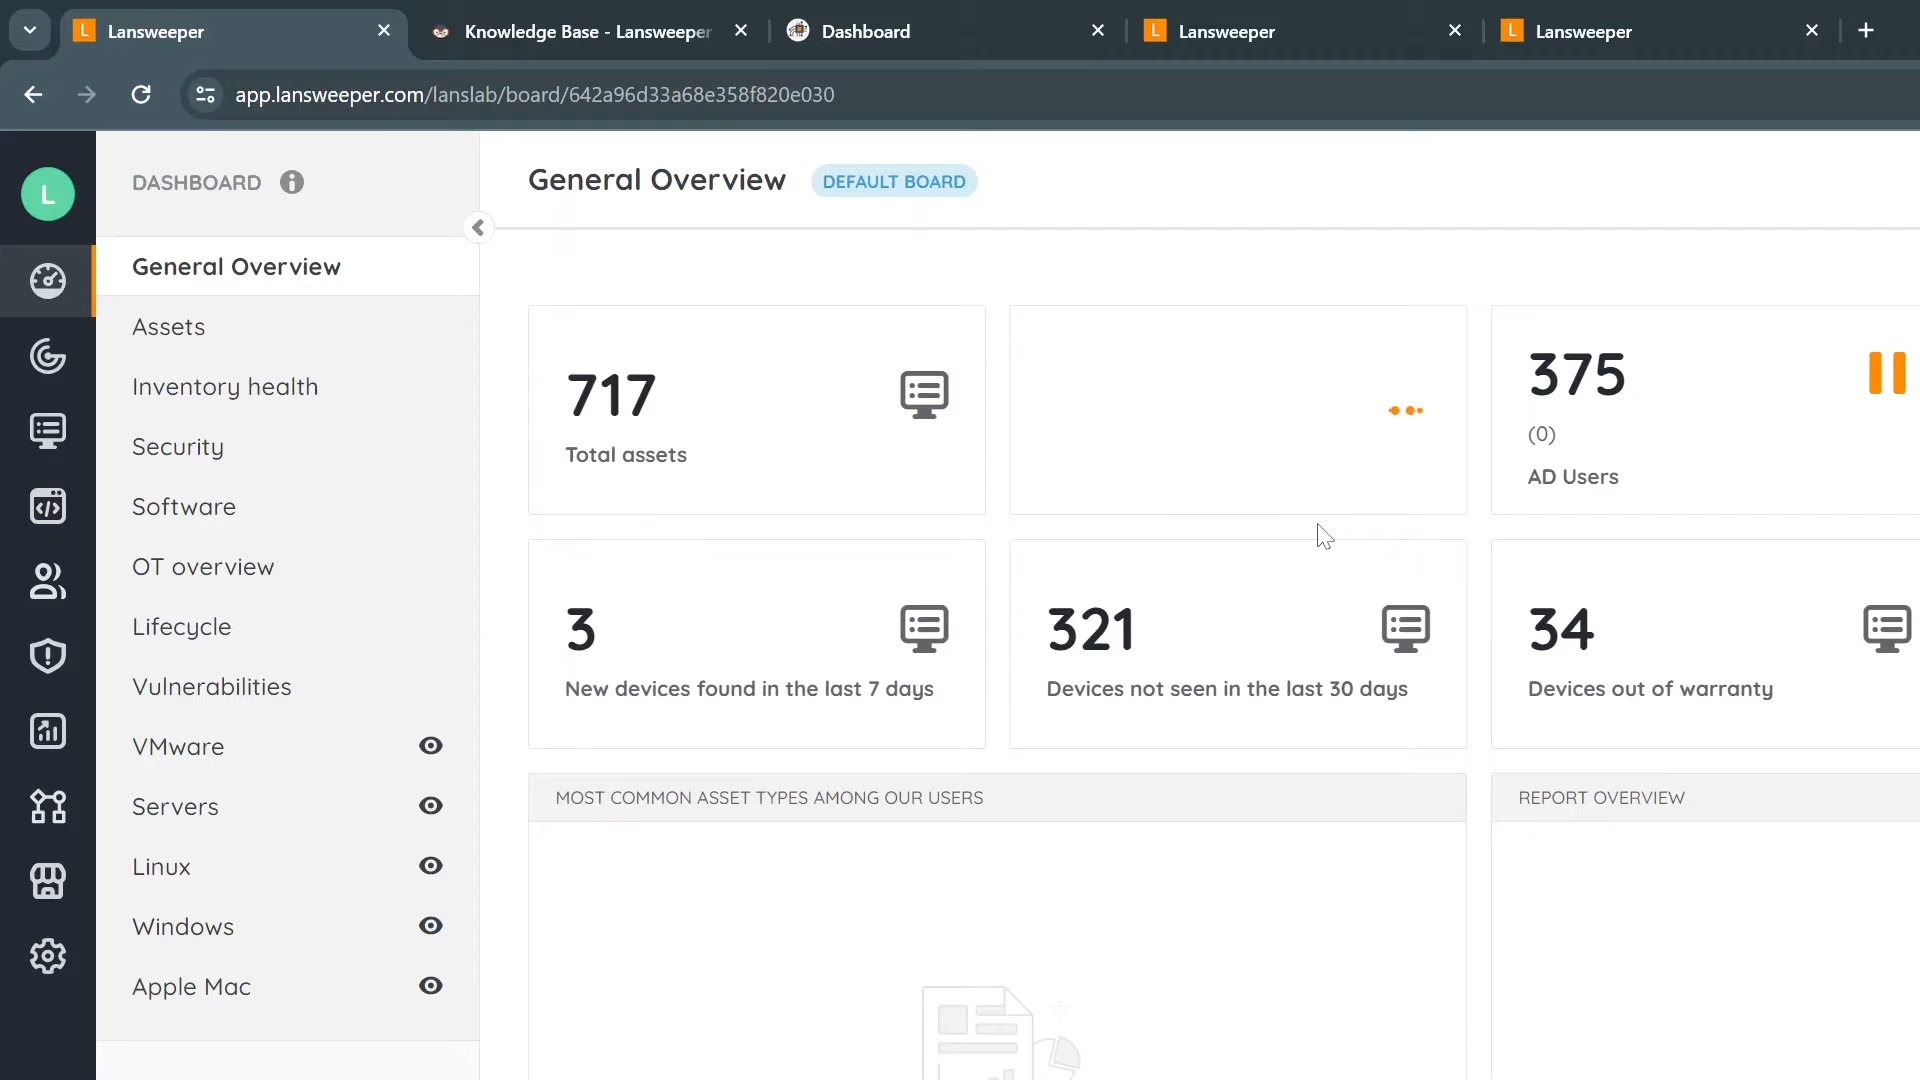 Lansweeper
Knowledge Base - Lansweeper
Dashboard
Lansweeper
Lansweeper
app.lansweeper.com/lanslab/board/642a96d33a68e358f820e030
L
DASHBOARD
General Overview
Assets
Inventory health
Security
Software
OT overview
Lifecycle
Vulnerabilities
VMware
Servers
Linux
Windows
Apple Mac
General Overview
DEFAULT BOARD
717
Total assets
375
(0)
AD Users
3
New devices found in the last 7 days
321
Devices not seen in the last 30 days
34
Devices out of warranty
MOST COMMON ASSET TYPES AMONG OUR USERS
REPORT OVERVIEW